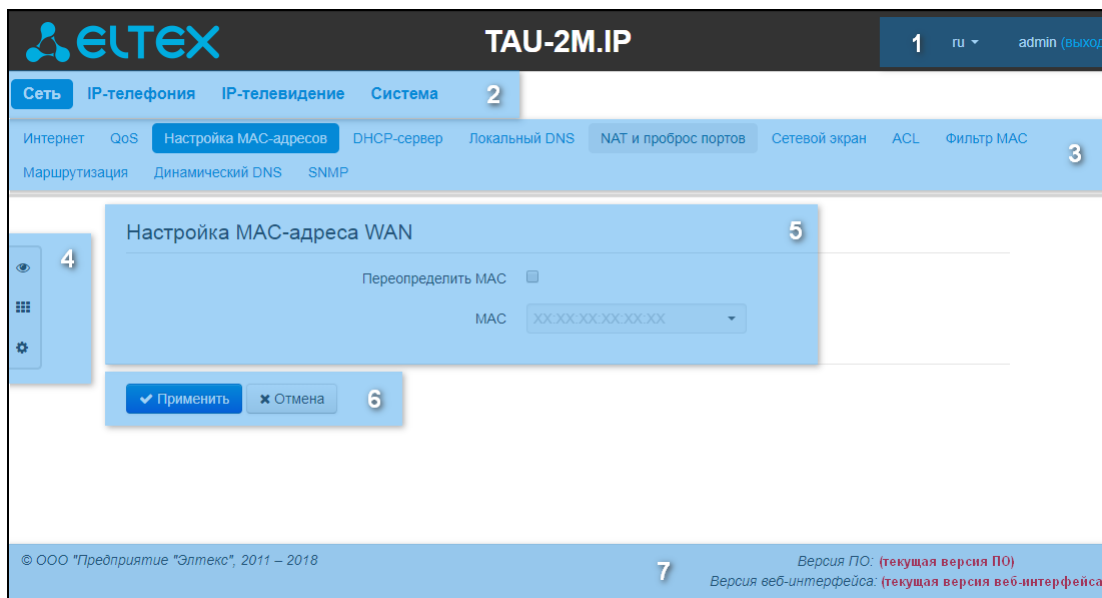 ELTEX TAU-2M.IP 1 ru admin (выход
Сеть IP-телефония IP-телевидение Система 2
Интернет QoS Настройка MAC-адресов DHCP-сервер Локальный DNS NAT и проброс портов Сетевой экран ACL Фильтр MAC
Маршрутизация Динамический DNS SNMP 3
Настройка MAC-адреса WAN 5
4
Переопределить MAC
MAC XX:XX:XX:XX:XX:XX
Применить Отмена 6
© ООО "Предприятие "Элтекс", 2011 – 2018
7
Версия ПО: (текущая версия ПО)
Версия веб-интерфейса: (текущая версия веб-интерфейса